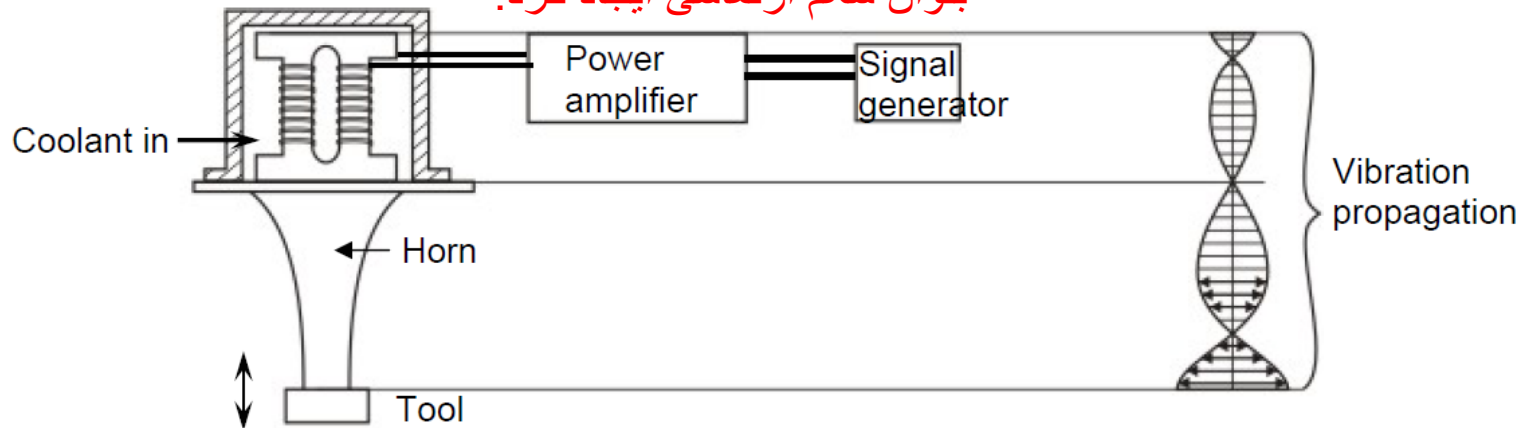 Power
amplifier
Signal
generator
Coolant in
Vibration
propagation
Horn
Tool